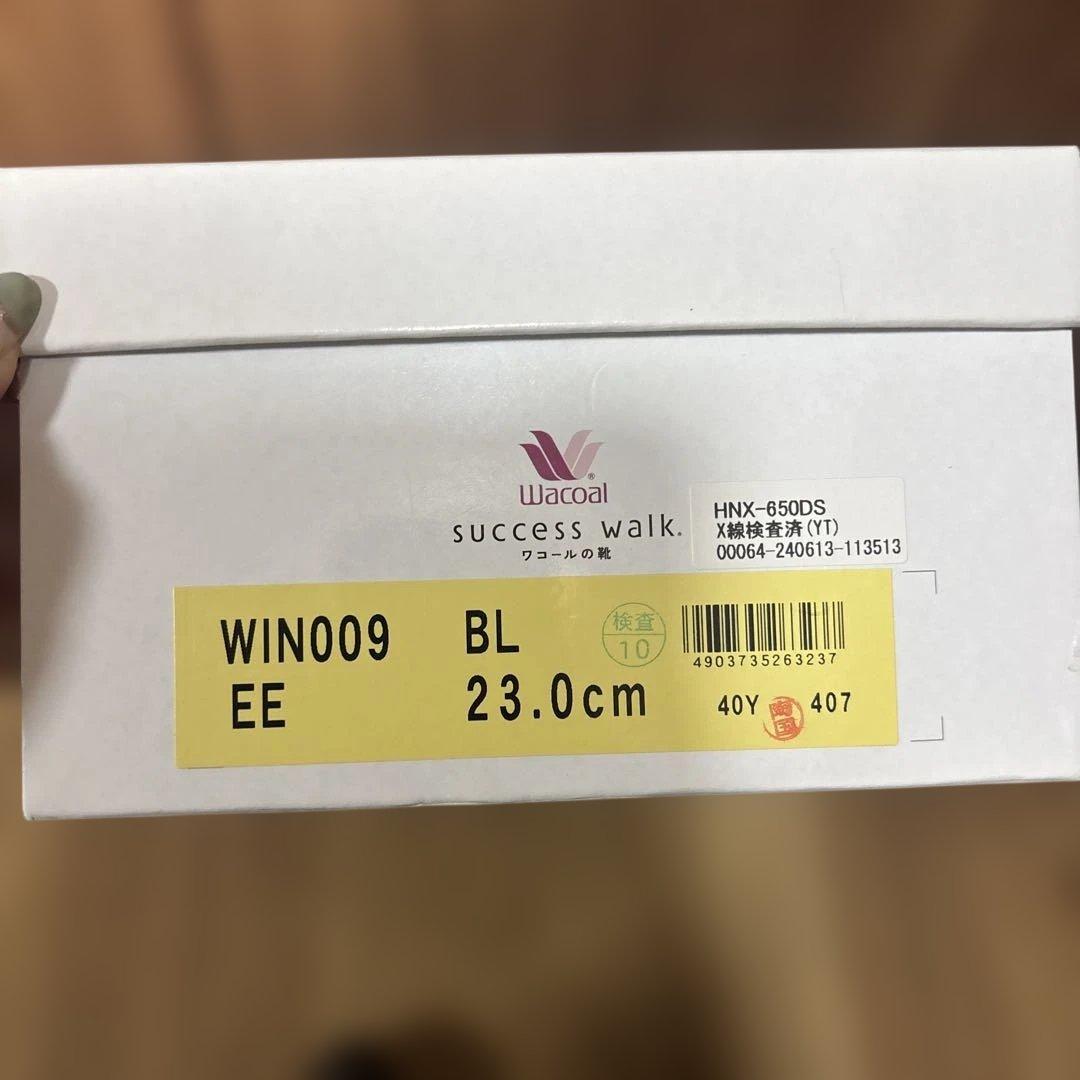 Wacoal®
success walk.
ワコールの靴
HNX-650DS
X線検査済(YT)
00064-240613-113513
WIN009 BL
EE 23.0cm
検査
10
4903735263237
40Y 407